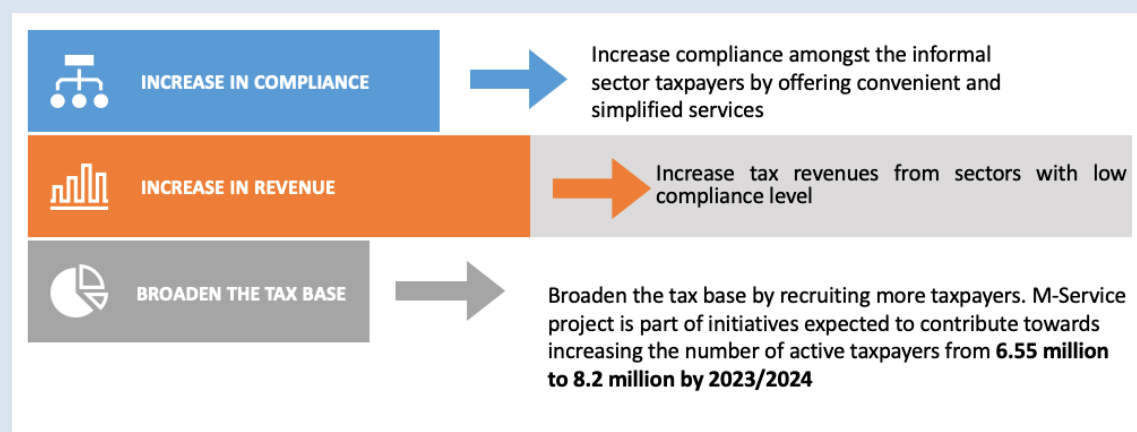 INCREASE IN COMPLIANCE
Increase compliance amongst the informal
sector taxpayers by offering convenient and
simplified services
INCREASE IN REVENUE
Increase tax revenues from sectors with low
compliance level
BROADEN THE TAX BASE
Broaden the tax base by recruiting more taxpayers. M-Service
project is part of initiatives expected to contribute towards
increasing the number of active taxpayers from 6.55 million
to 8.2 million by 2023/2024